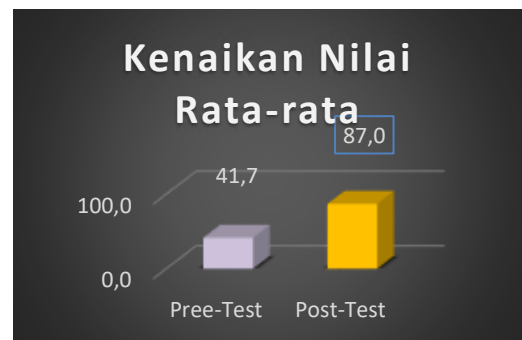 Kenaikan Nilai
Rata-rata
87,0
41,7
100,0
0,0
Pree-Test
Post-Test